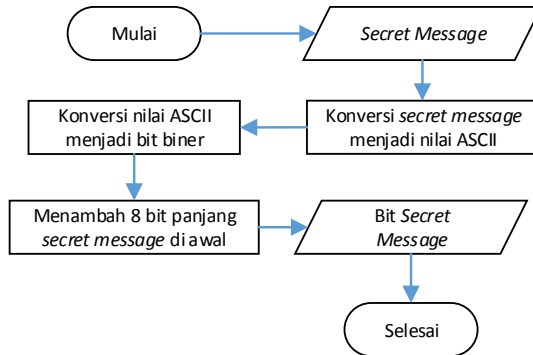 Mulai
Secret Message
Konversi secret message
menjadi nilai ASCII
Konversi nilai ASCII
menjadi bit biner
Menambah 8 bit panjang
secret message di awal
Bit Secret
Message
Selesai